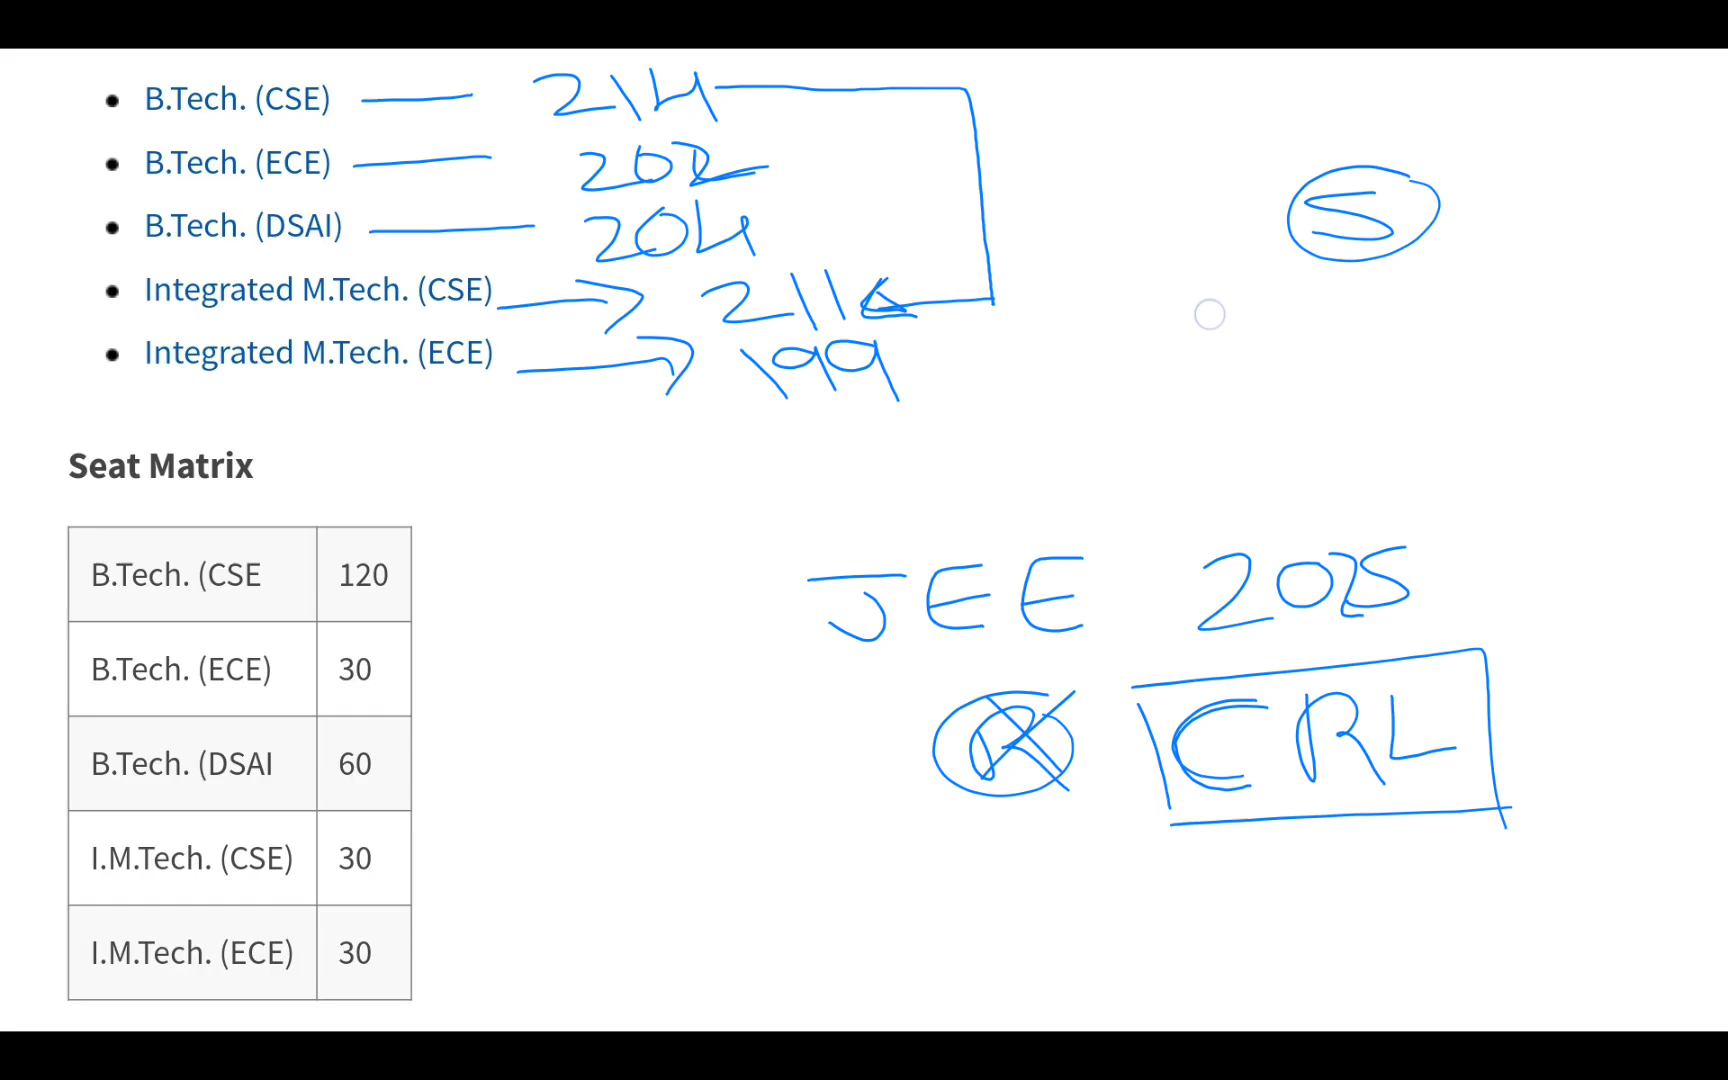 B.Tech. (CSE) 214
B.Tech. (ECE) 202
B.Tech. (DSAI) 204
Integrated M.Tech. (CSE) 211
Integrated M.Tech. (ECE) 199
S
Seat Matrix
B.Tech. (CSE 120
B.Tech. (ECE) 30
B.Tech. (DSAI 60
I.M.Tech. (CSE) 30
I.M.Tech. (ECE) 30
JEE 2025
R CRL